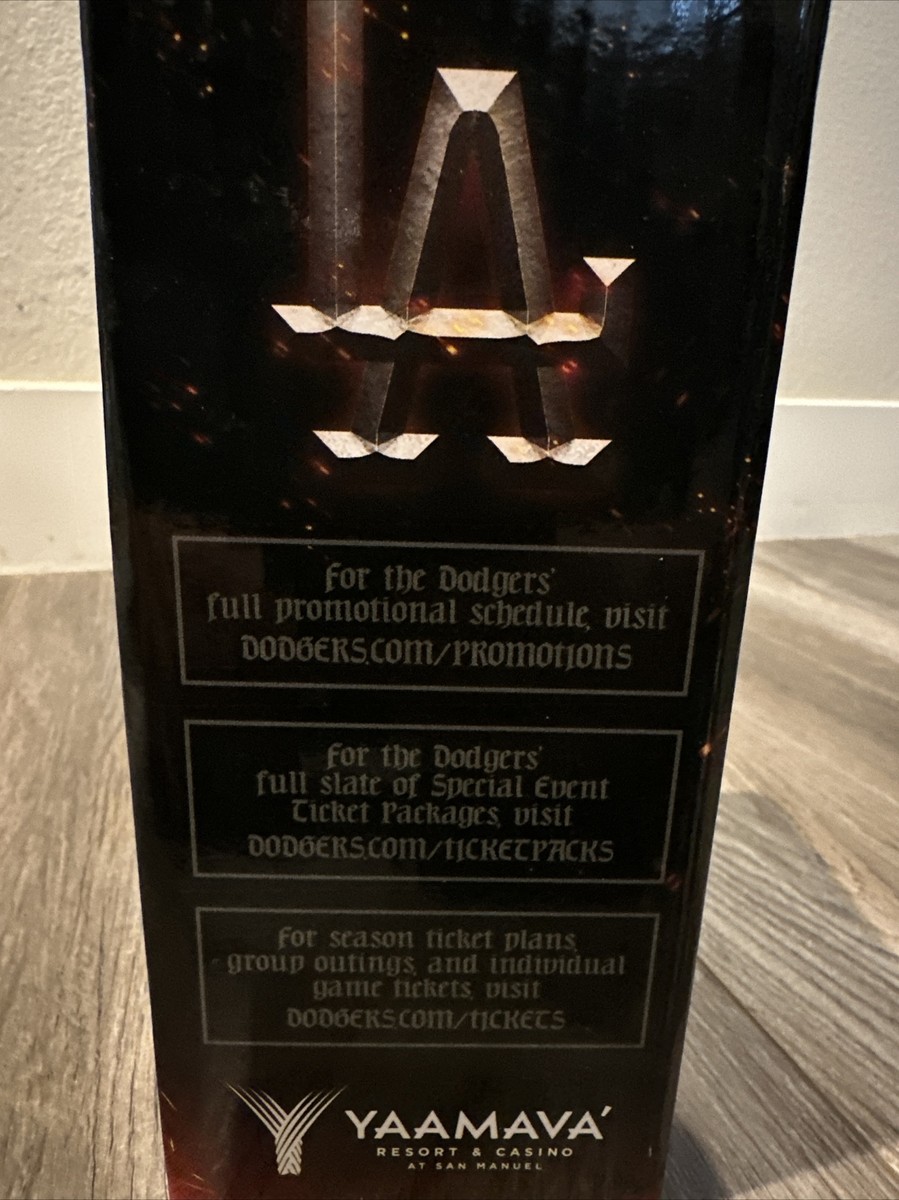 LA
For the Dodgers'
full promotional schedule, visit
DODGERS.COM/PROMOTIONS
For the Dodgers'
full slate of Special Event
Ticket Packages, visit
DODGERS.COM/TICKETPACKS
For season ticket plans,
group outings, and individual
game tickets, visit
DODGERS.COM/TICKETS
YAAMAVA'
RESORT & CASINO
AT SAN MANUEL